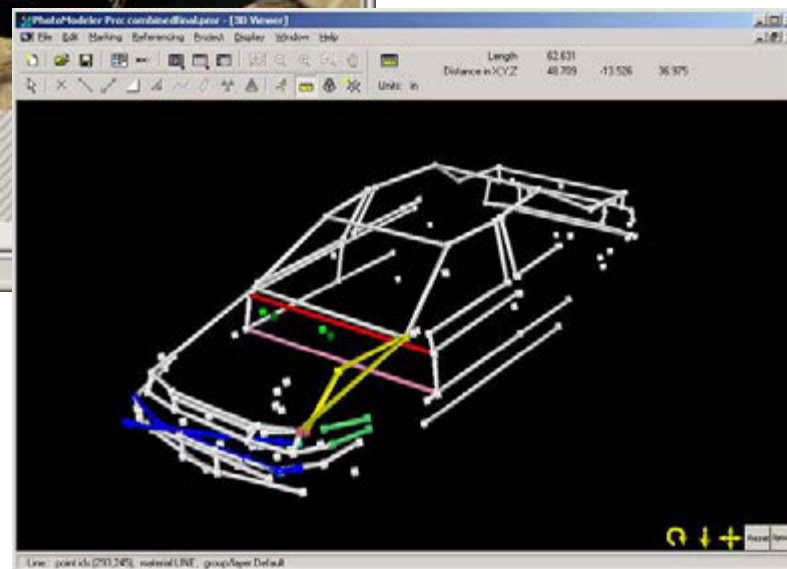 PhotoModeler Pro: combinedfinal.pmr - [3D Viewer]
File Edit Marking Referencing Project Display Window Help
Length 62.631
Distance in X,Y,Z 48.709 -13.526 36.975
Units: in
Line: point ids (293,245), material LINE, group/layer Default